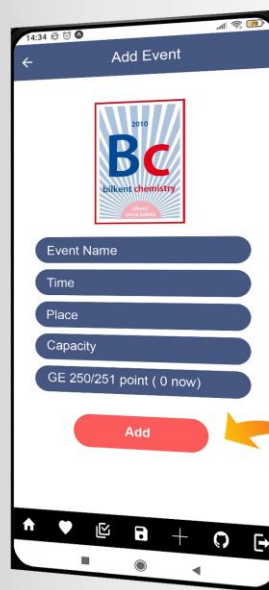 14:34
Add Event
2010
Bc
bilkent chemistry
Event Name
Time
Place
Capacity
GE 250/251 point ( 0 now)
Add